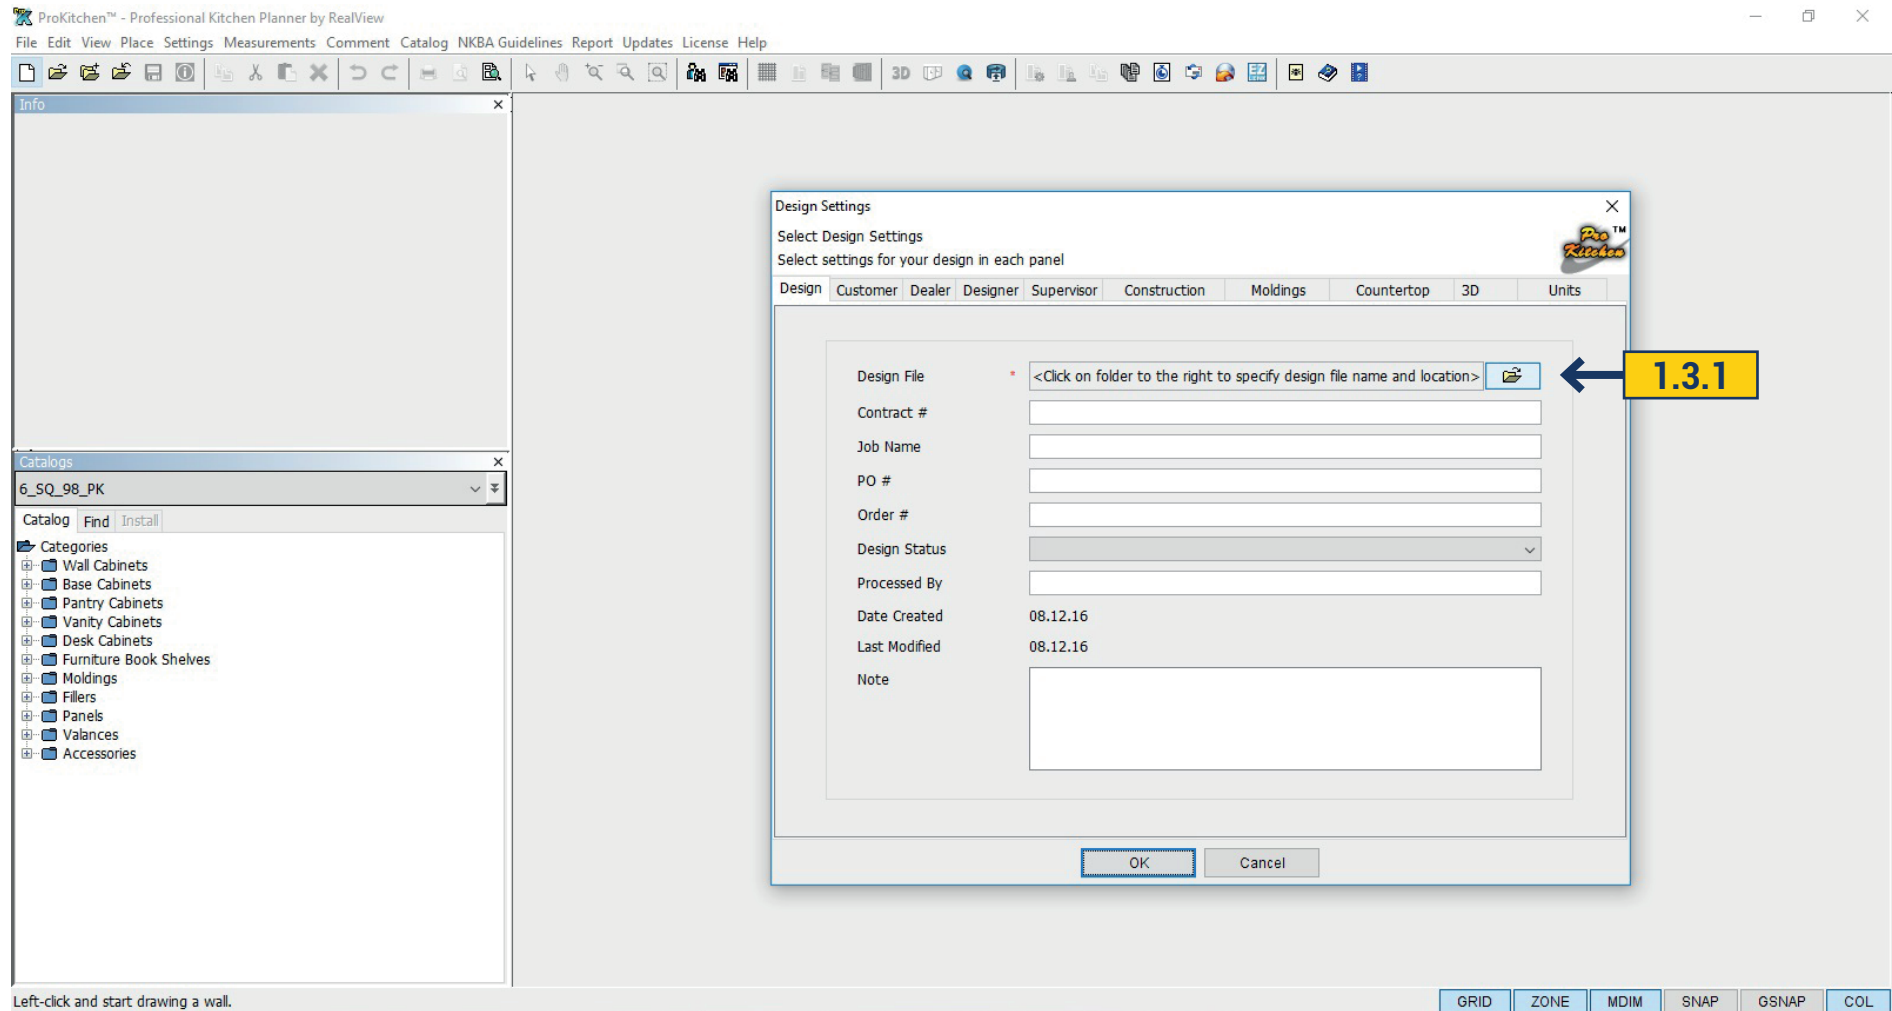 ProKitchen™ - Professional Kitchen Planner by RealView
File Edit View Place Settings Measurements Comment Catalog NKBA Guidelines Report Updates License Help
3D
Info
Design Settings
Select Design Settings
Select settings for your design in each panel
Pro Kitchen ™
Design Customer Dealer Designer Supervisor Construction Moldings Countertop 3D Units
Design File * <Click on folder to the right to specify design file name and location>
1.3.1
Contract #
Job Name
PO #
Order #
Design Status
Processed By
Date Created 08.12.16
Last Modified 08.12.16
Note
OK Cancel
Catalogs
6_SQ_98_PK
Catalog Find Install
Categories
Wall Cabinets
Base Cabinets
Pantry Cabinets
Vanity Cabinets
Desk Cabinets
Furniture Book Shelves
Moldings
Fillers
Panels
Valances
Accessories
Left-click and start drawing a wall.
GRID ZONE MDIM SNAP GSNAP COL